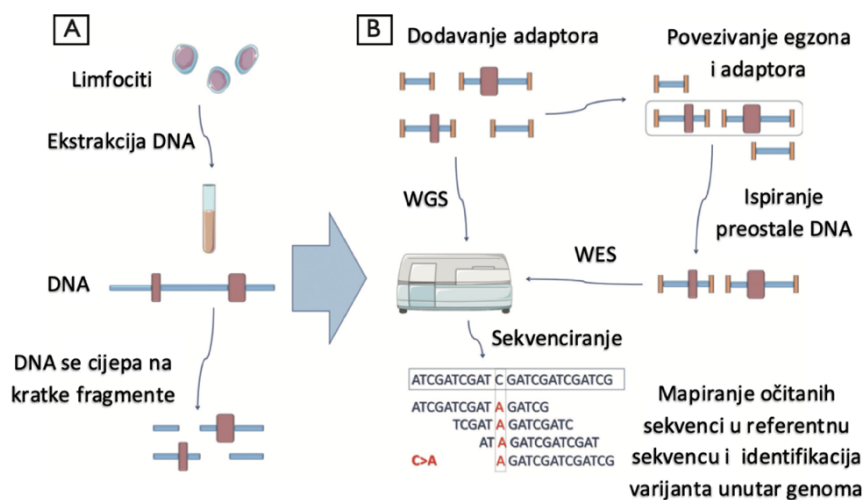 A
Limfociti
Ekstrakcija DNA
DNA
DNA se cijepa na
kratke fragmente
B
Dodavanje adaptora
Povezivanje egzona
i adaptora
WGS
Ispiranje
preostale DNA
WES
Sekvenciranje
ATCGATCGAT C GATCGATCGATCG
ATCGATCGAT A GATCG
TCGAT A GATCGATC
AT A GATCGATCGAT
C>A A GATCGATCGATCG
Mapiranje očitanih
sekvenci u referentnu
sekvencu i identifikacija
varijanta unutar genoma